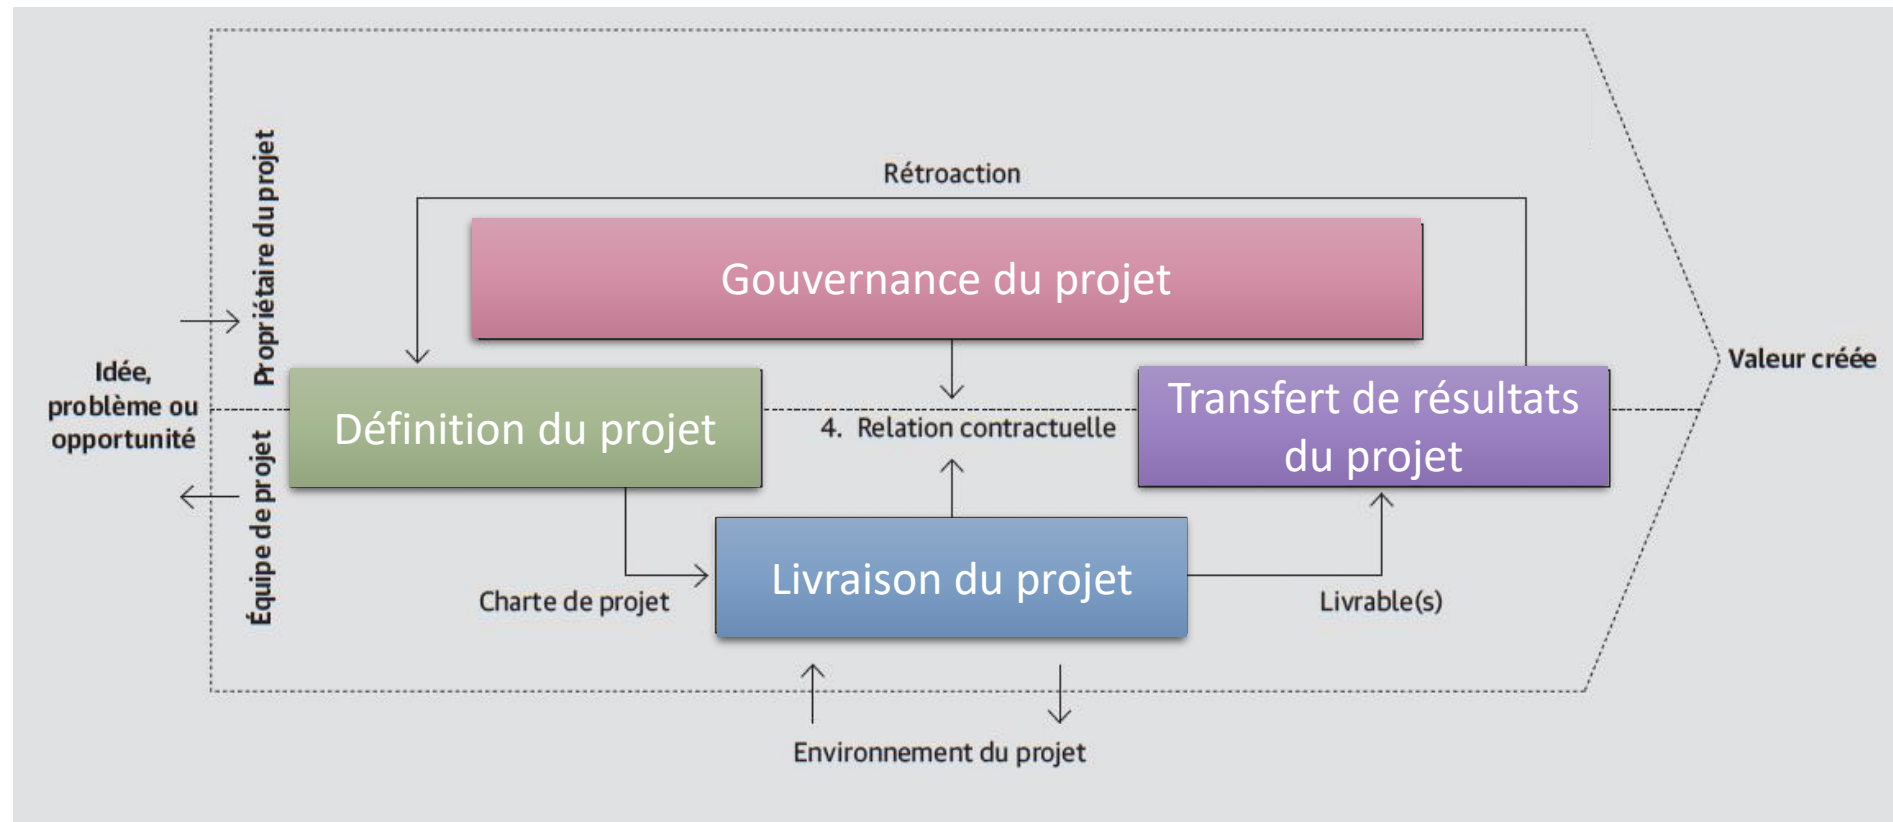 Rétroaction
Propriétaire du projet
Gouvernance du projet
Idée,
problème ou
opportunité
Valeur créée
Définition du projet
4. Relation contractuelle
Transfert de résultats
du projet
Équipe de projet
Charte de projet
Livraison du projet
Livrable(s)
Environnement du projet